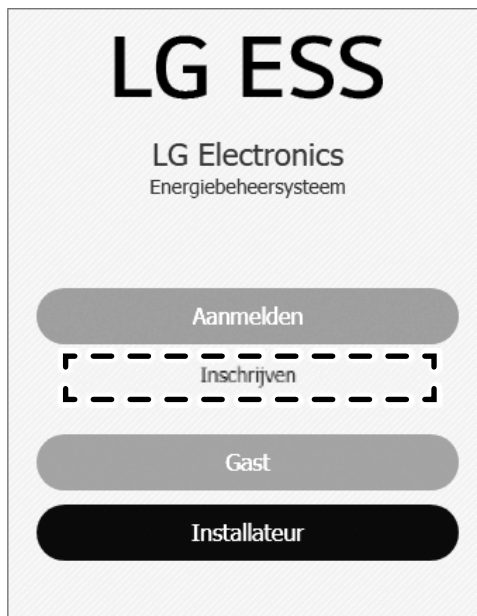 LG ESS
LG Electronics
Energiebeheersysteem
Aanmelden
Inschrijven
Gast
Installateur